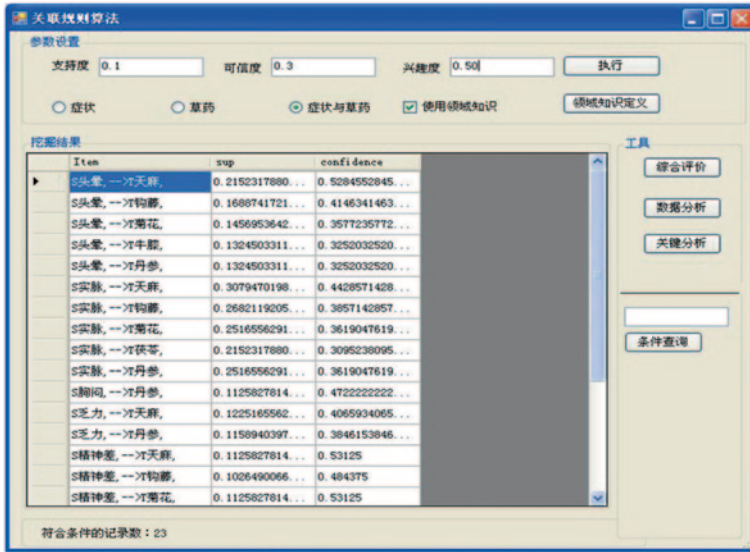 关联规则算法
参数设置
支持度 0.1 可信度 0.3 兴趣度 0.50 执行
症状 草药 症状与草药 使用领域知识 领域知识定义
挖掘结果
Item sup confidence
S头晕,-->T天麻, 0.2152317880... 0.5284552845...
S头晕,-->T钩藤, 0.1688741721... 0.4146341463...
S头晕,-->T菊花, 0.1456953642... 0.3577235772...
S头晕,-->T牛膝, 0.1324503311... 0.3252032520...
S头晕,-->T丹参, 0.1324503311... 0.3252032520...
S实脉,-->T天麻, 0.3079470198... 0.4428571428...
S实脉,-->T钩藤, 0.2682119205... 0.3857142857...
S实脉,-->T菊花, 0.2516556291... 0.3619047619...
S实脉,-->T茯苓, 0.2152317880... 0.3095238095...
S实脉,-->T丹参, 0.2516556291... 0.3619047619...
S胸闷,-->T丹参, 0.1125827814... 0.4722222222...
S乏力,-->T天麻, 0.1225165562... 0.4065934065...
S乏力,-->T丹参, 0.1158940397... 0.3846153846...
S精神差,-->T天麻, 0.1125827814... 0.53125
S精神差,-->T钩藤, 0.1026490066... 0.484375
S精神差,-->T菊花, 0.1125827814... 0.53125
工具
综合评价
数据分析
关键分析
条件查询
符合条件的记录数：23